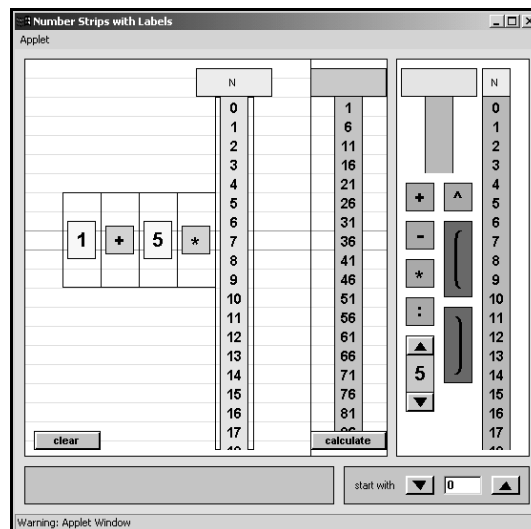 Number Strips with Labels
Applet
N
N
0 1 0
1 6 1
2 11 2
3 16 3
4 21 4
+ ^
5 26 5
1 + 5 *
6 31 6
-
7 36 7
8 41 8
*
9 46 9
10 51 10
:
11 56 11
12 61 12
13 66 13
5
14 71 14
15 76 15
16 81 16
17 17
clear
calculate
start with 0
Warning: Applet Window